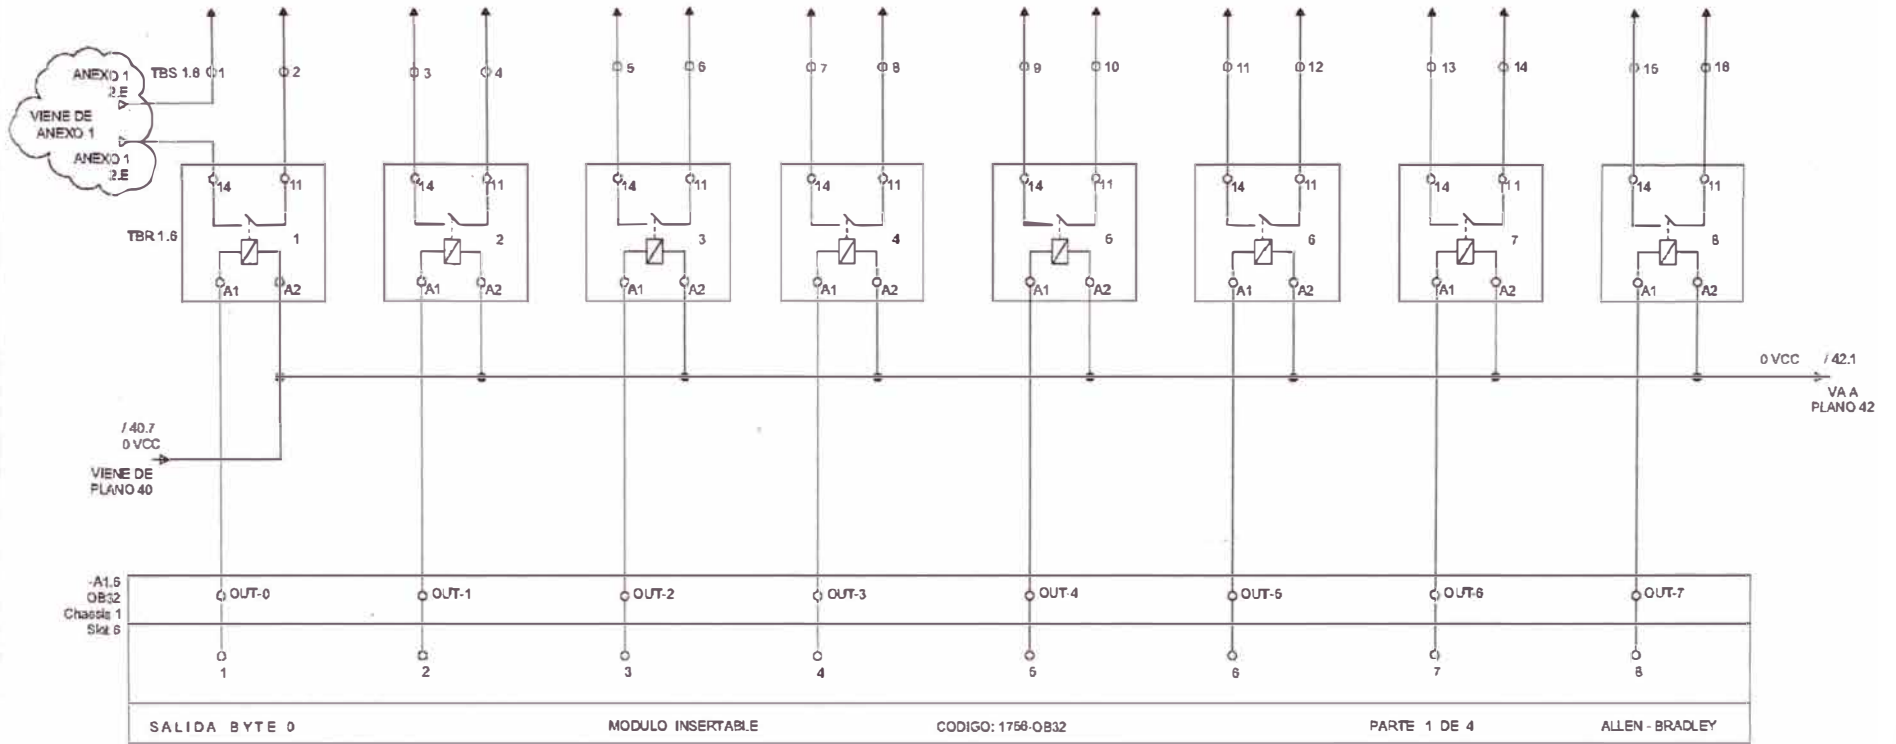 ANEXO 1
2.E
VIENE DE
ANEXO 1
ANEXO 1
2.E
TBS 1.6 1 2 3 4 5 6 7 8 9 10 11 12 13 14 15 16
14 11 14 11 14 11 14 11 14 11 14 11 14 11 14 11
TBR 1.6 1 2 3 4 5 6 7 8
A1 A2 A1 A2 A1 A2 A1 A2 A1 A2 A1 A2 A1 A2 A1 A2
0 VCC / 42.1
VA A
PLANO 42
/ 40.7
0 VCC
VIENE DE
PLANO 40
-A1.6
OB32
Chassis 1
Slot 6
OUT-0 OUT-1 OUT-2 OUT-3 OUT-4 OUT-5 OUT-6 OUT-7
1 2 3 4 5 6 7 8
SALIDA BYTE 0 MODULO INSERTABLE CODIGO: 1756-OB32 PARTE 1 DE 4 ALLEN - BRADLEY